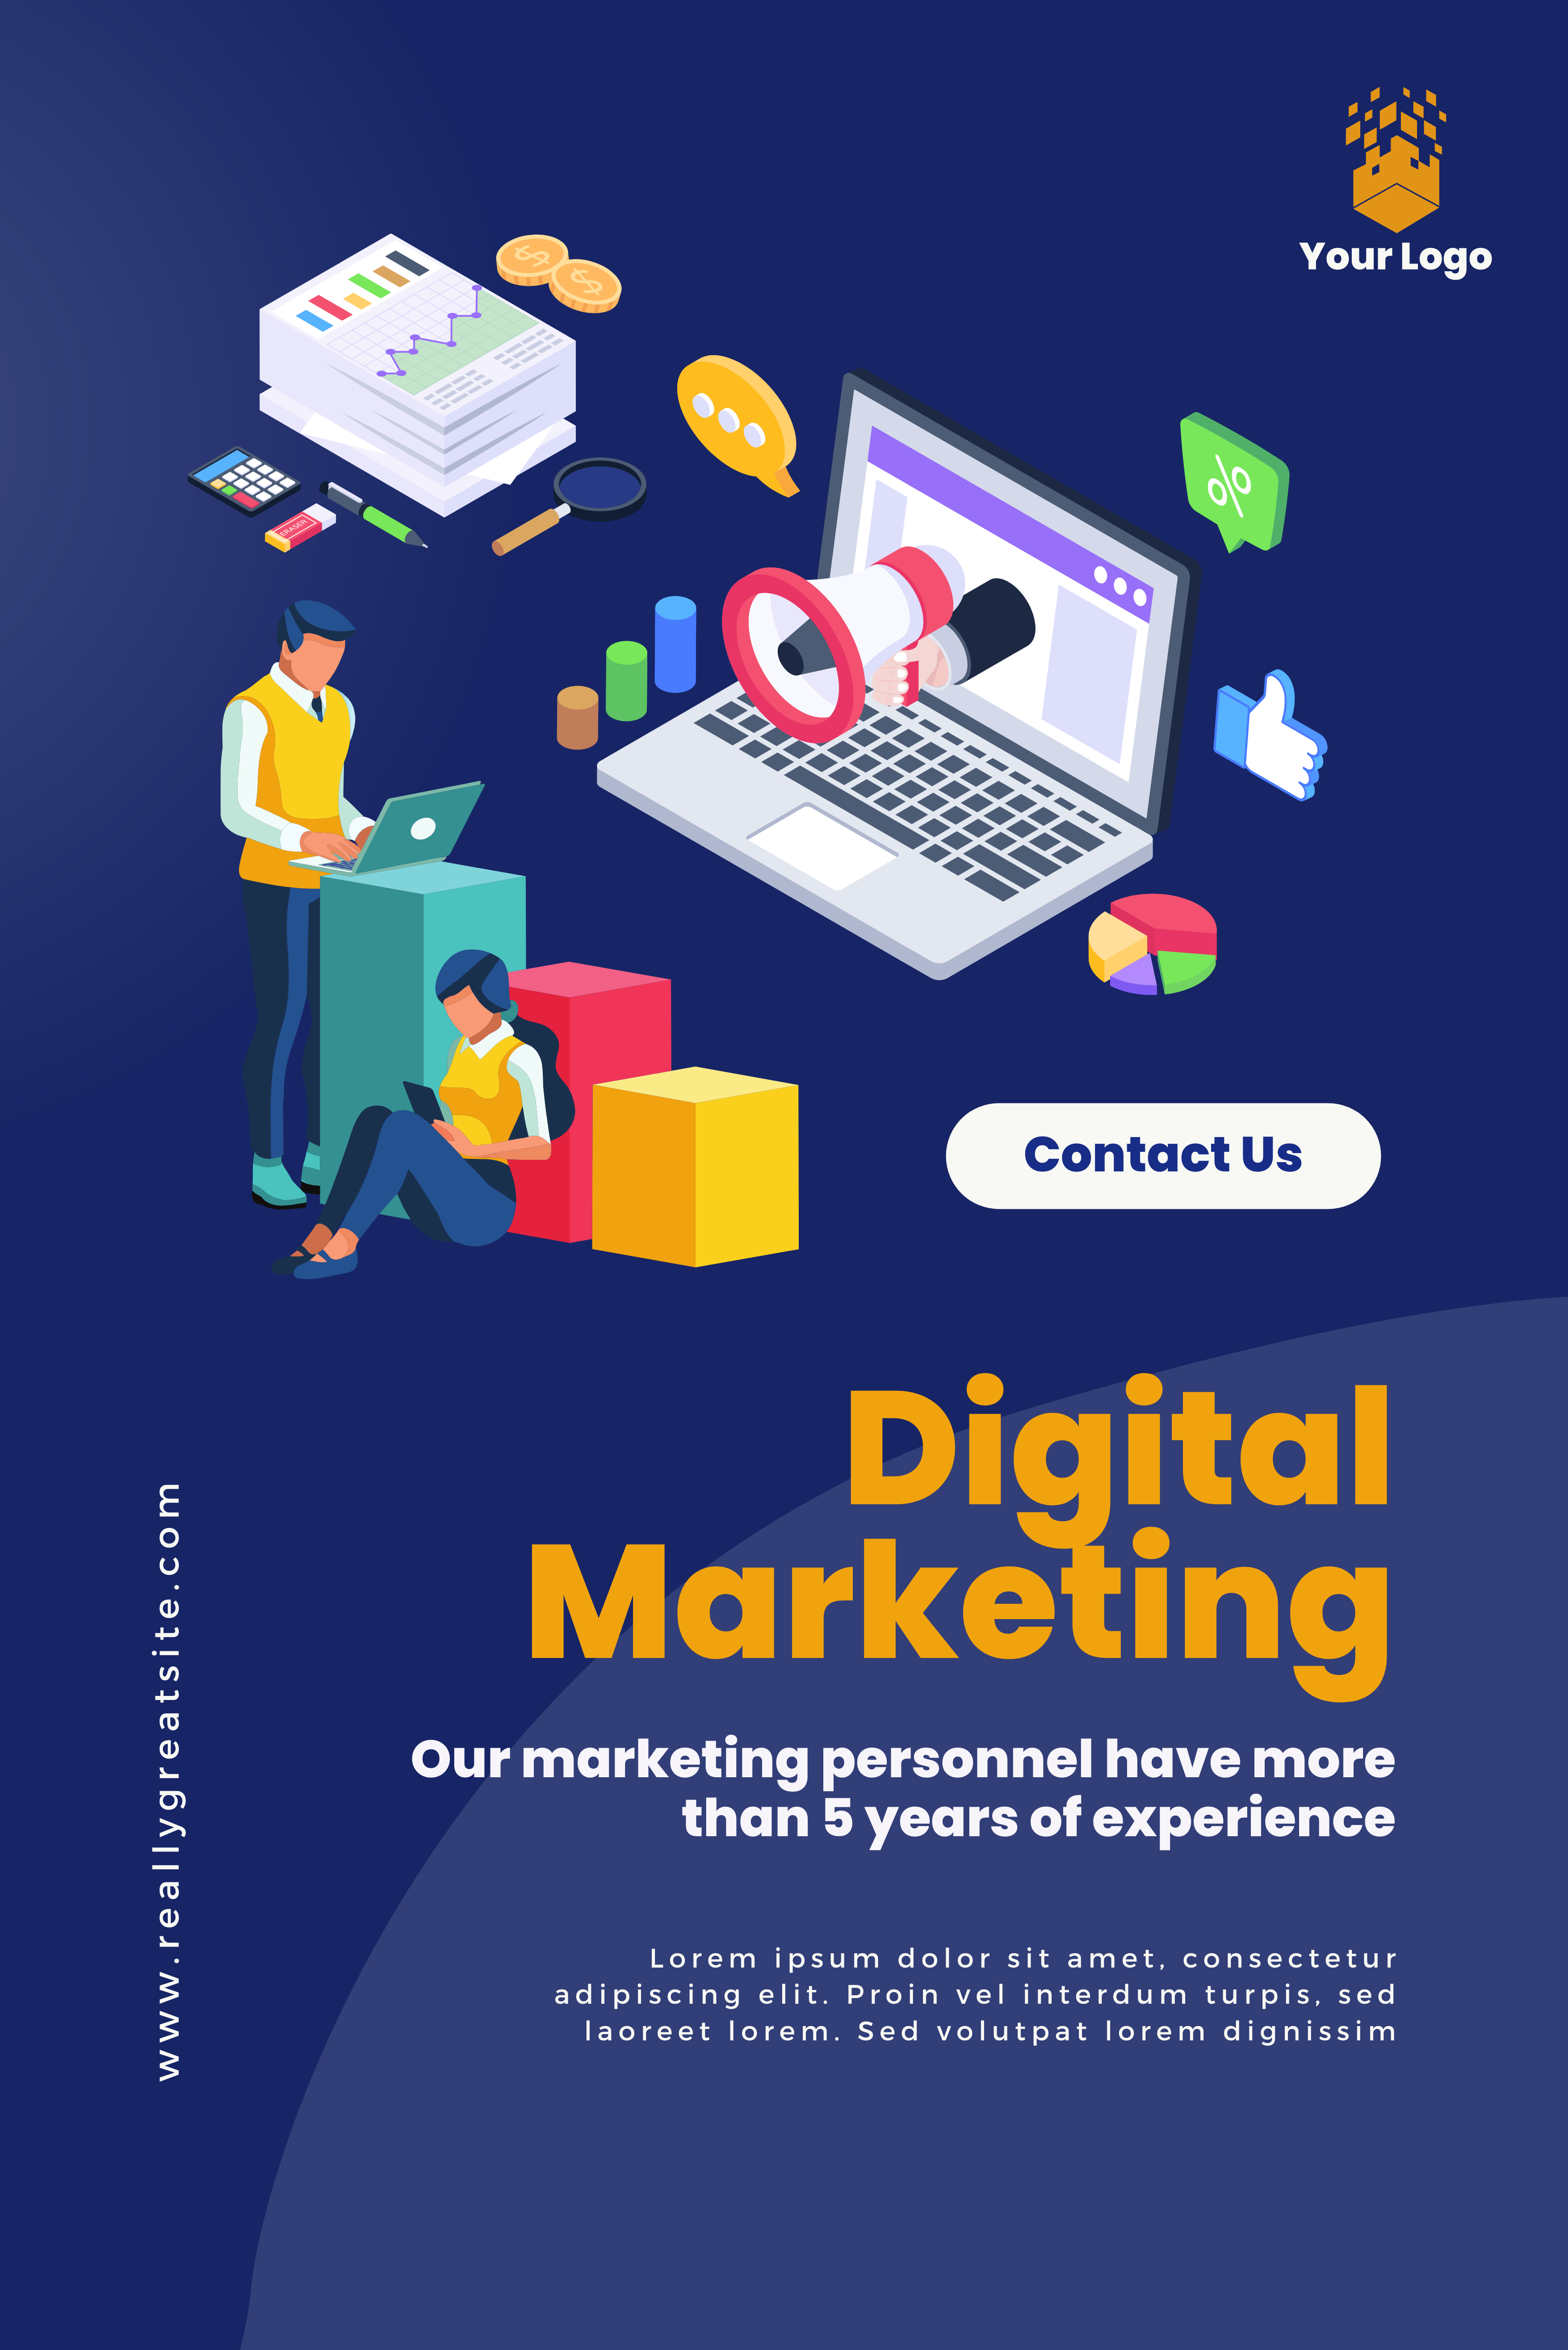 Your Logo
$
$
ERASER
%
Contact Us
Digital
Marketing
Our marketing personnel have more
than 5 years of experience
www.reallygreatsite.com
Lorem ipsum dolor sit amet, consectetur
adipiscing elit. Proin vel interdum turpis, sed
laoreet lorem. Sed volutpat lorem dignissim